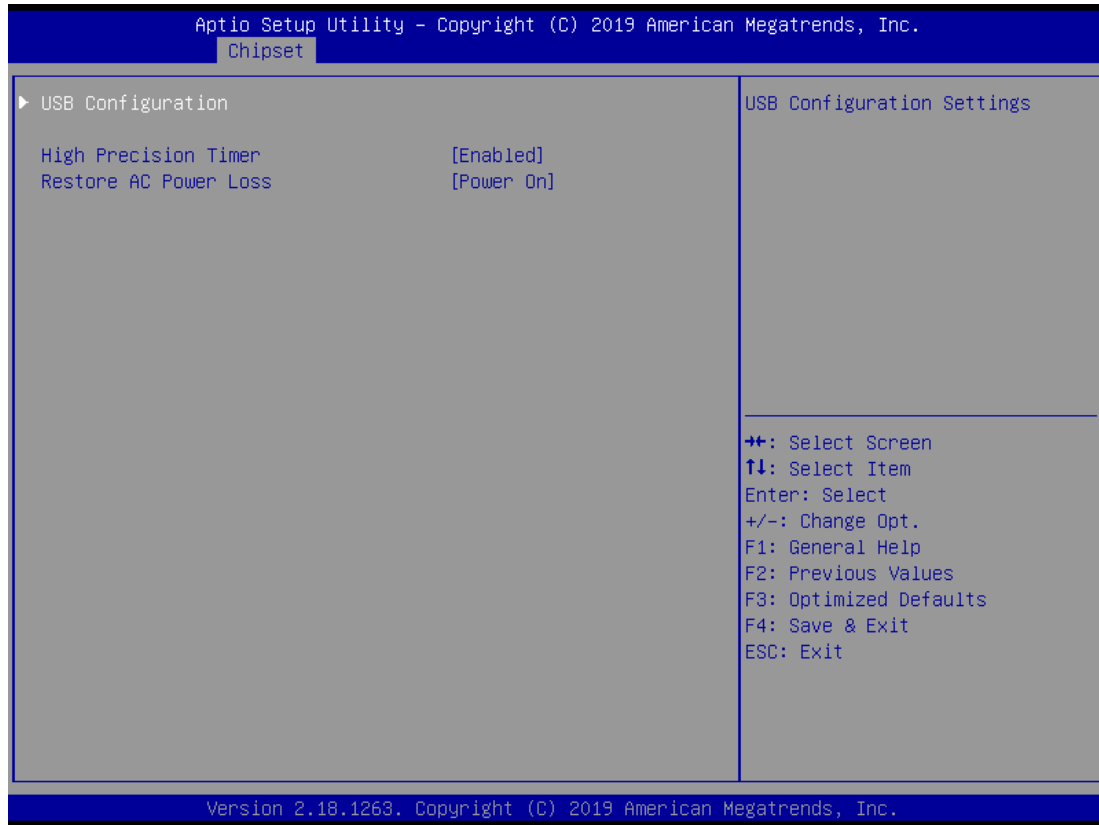 Aptio Setup Utility – Copyright (C) 2019 American Megatrends, Inc.
Chipset
▶ USB Configuration
High Precision Timer [Enabled]
Restore AC Power Loss [Power On]
USB Configuration Settings
→←: Select Screen
↑↓: Select Item
Enter: Select
+/-: Change Opt.
F1: General Help
F2: Previous Values
F3: Optimized Defaults
F4: Save & Exit
ESC: Exit
Version 2.18.1263. Copyright (C) 2019 American Megatrends, Inc.